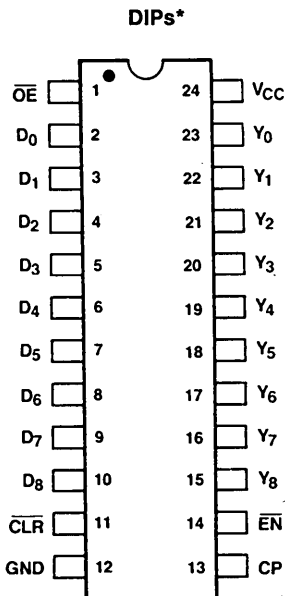 DIPs*
OE 1 24 VCC
D0 2 23 Y0
D1 3 22 Y1
D2 4 21 Y2
D3 5 20 Y3
D4 6 19 Y4
D5 7 18 Y5
D6 8 17 Y6
D7 9 16 Y7
D8 10 15 Y8
CLR 11 14 EN
GND 12 13 CP